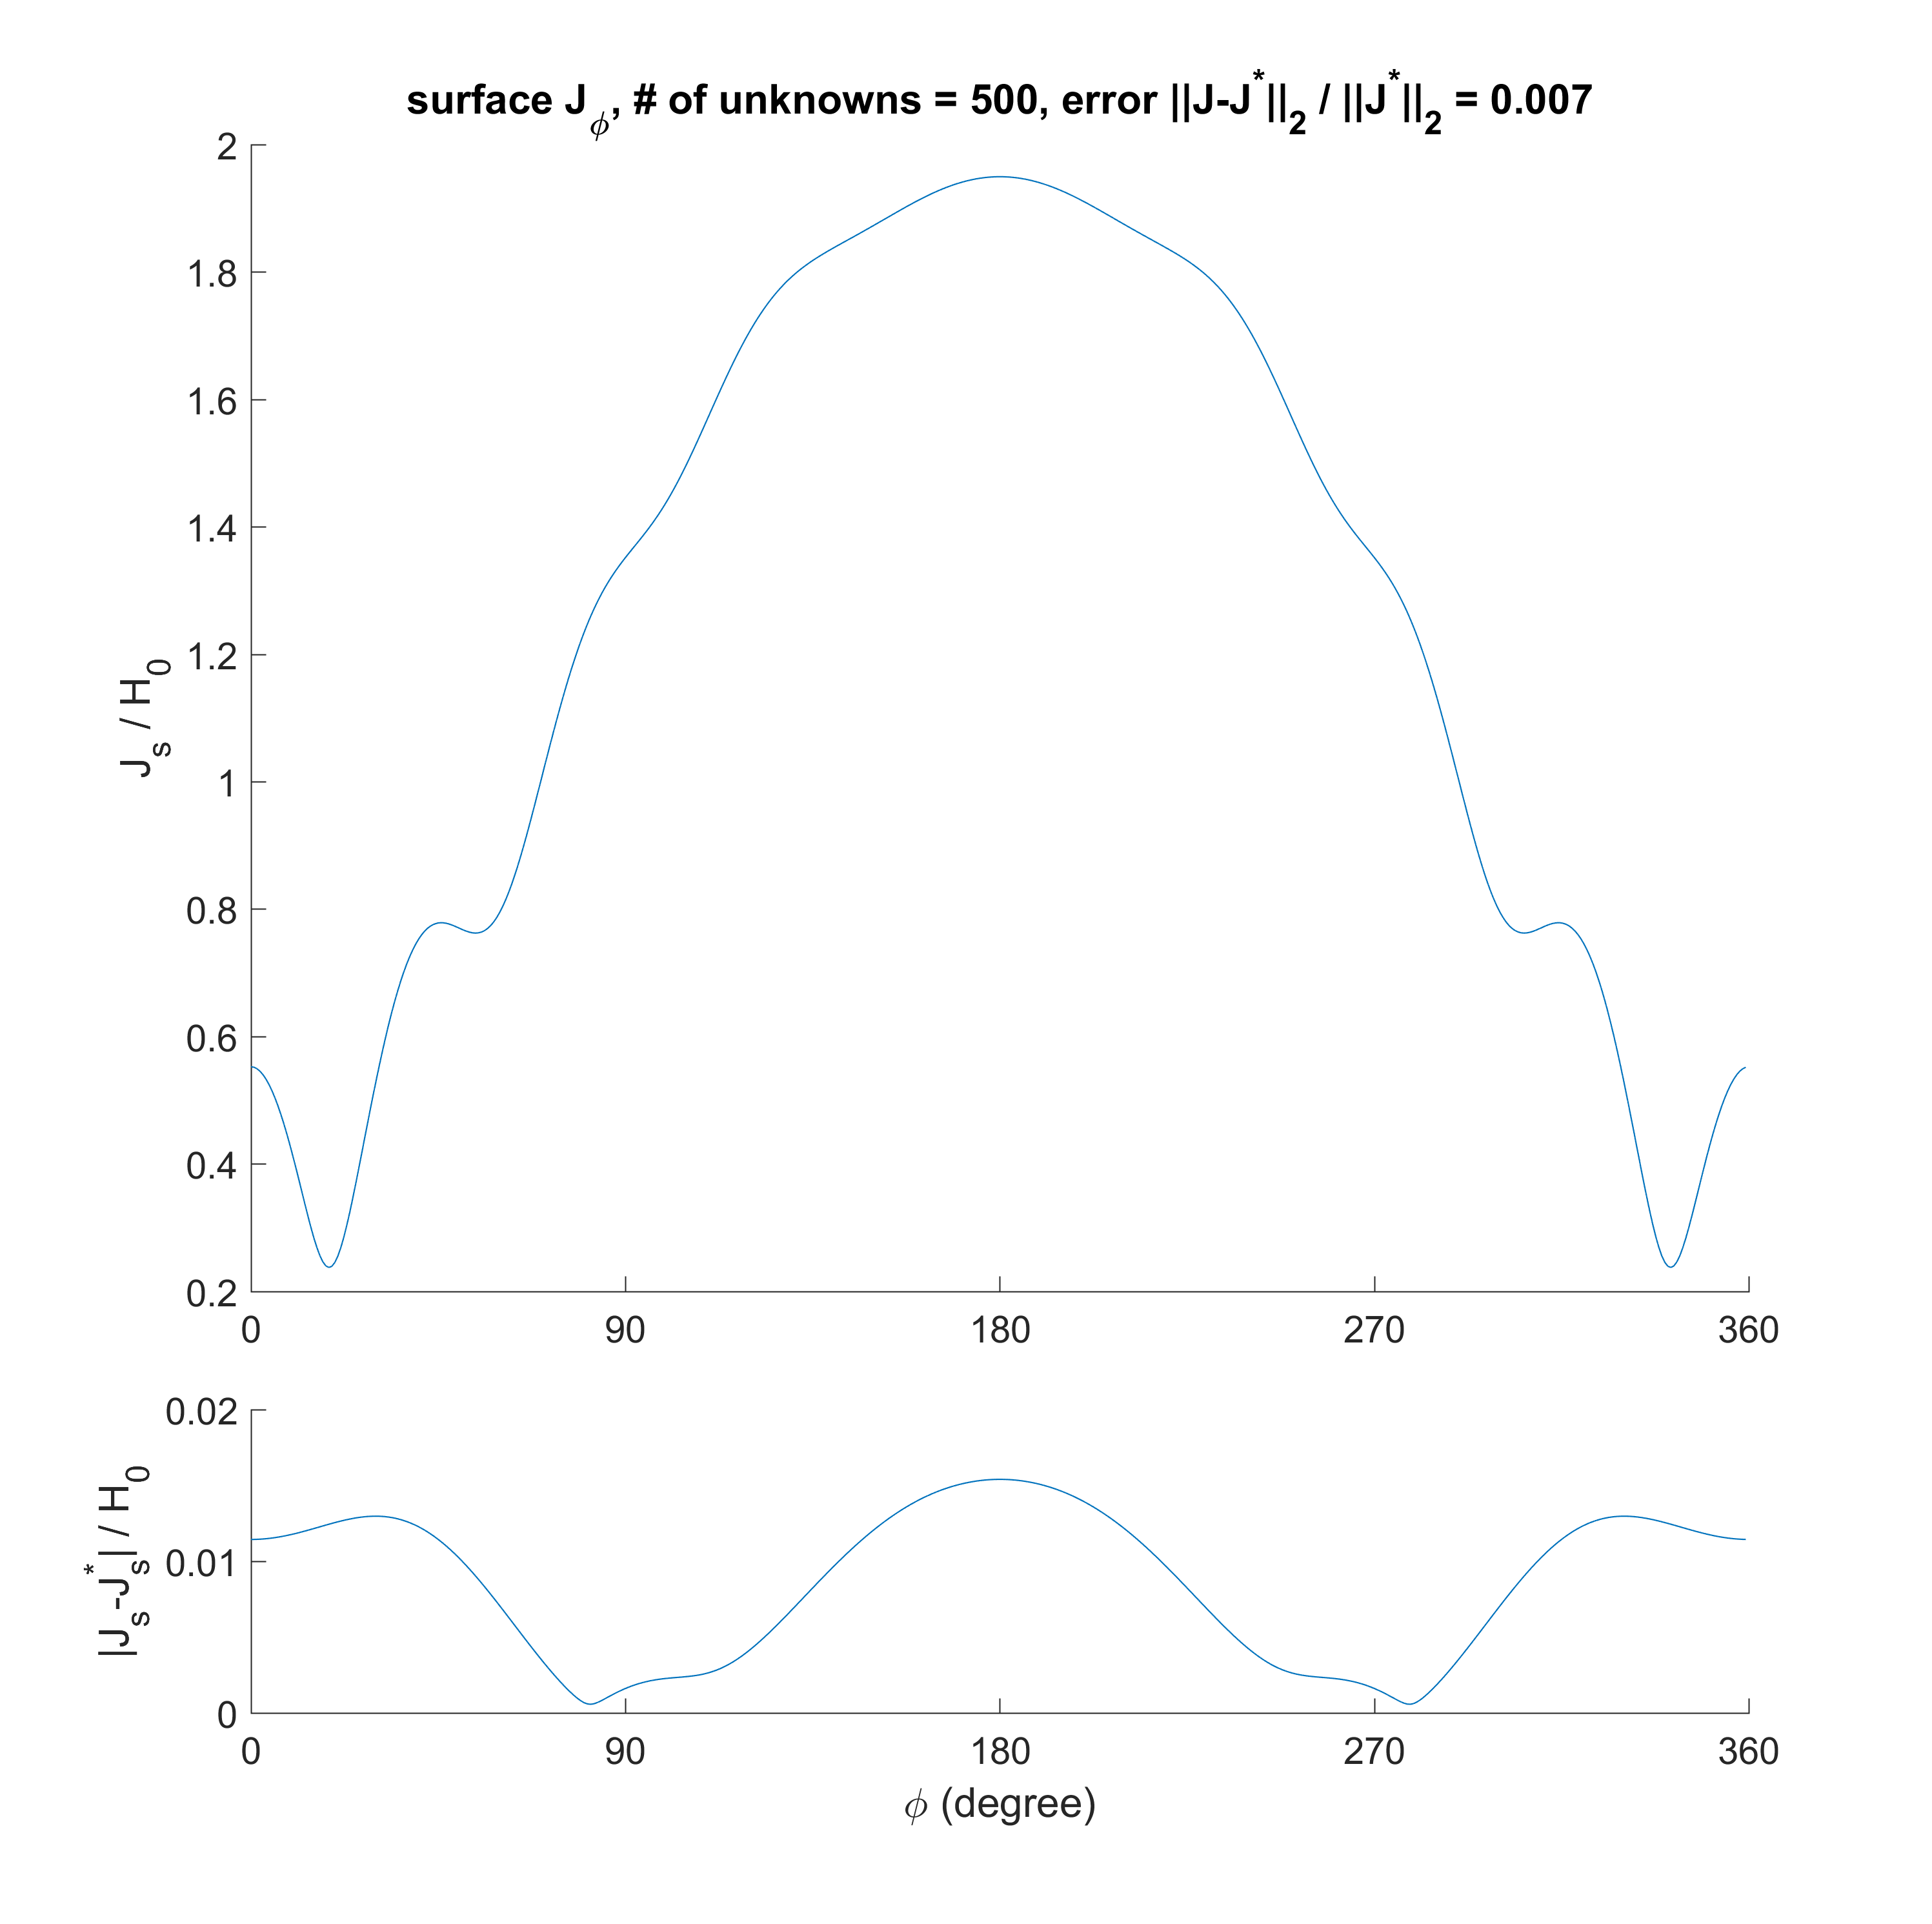 surface J_ϕ, # of unknowns = 500, error ||J-J^*||_2 / ||J^*||_2 = 0.007
2
1.8
1.6
1.4
1.2
1
0.8
0.6
0.4
0.2
J_s / H_0
0 90 180 270 360
0.02
0.01
0
|J_s-J_s^*| / H_0
0 90 180 270 360
ϕ (degree)